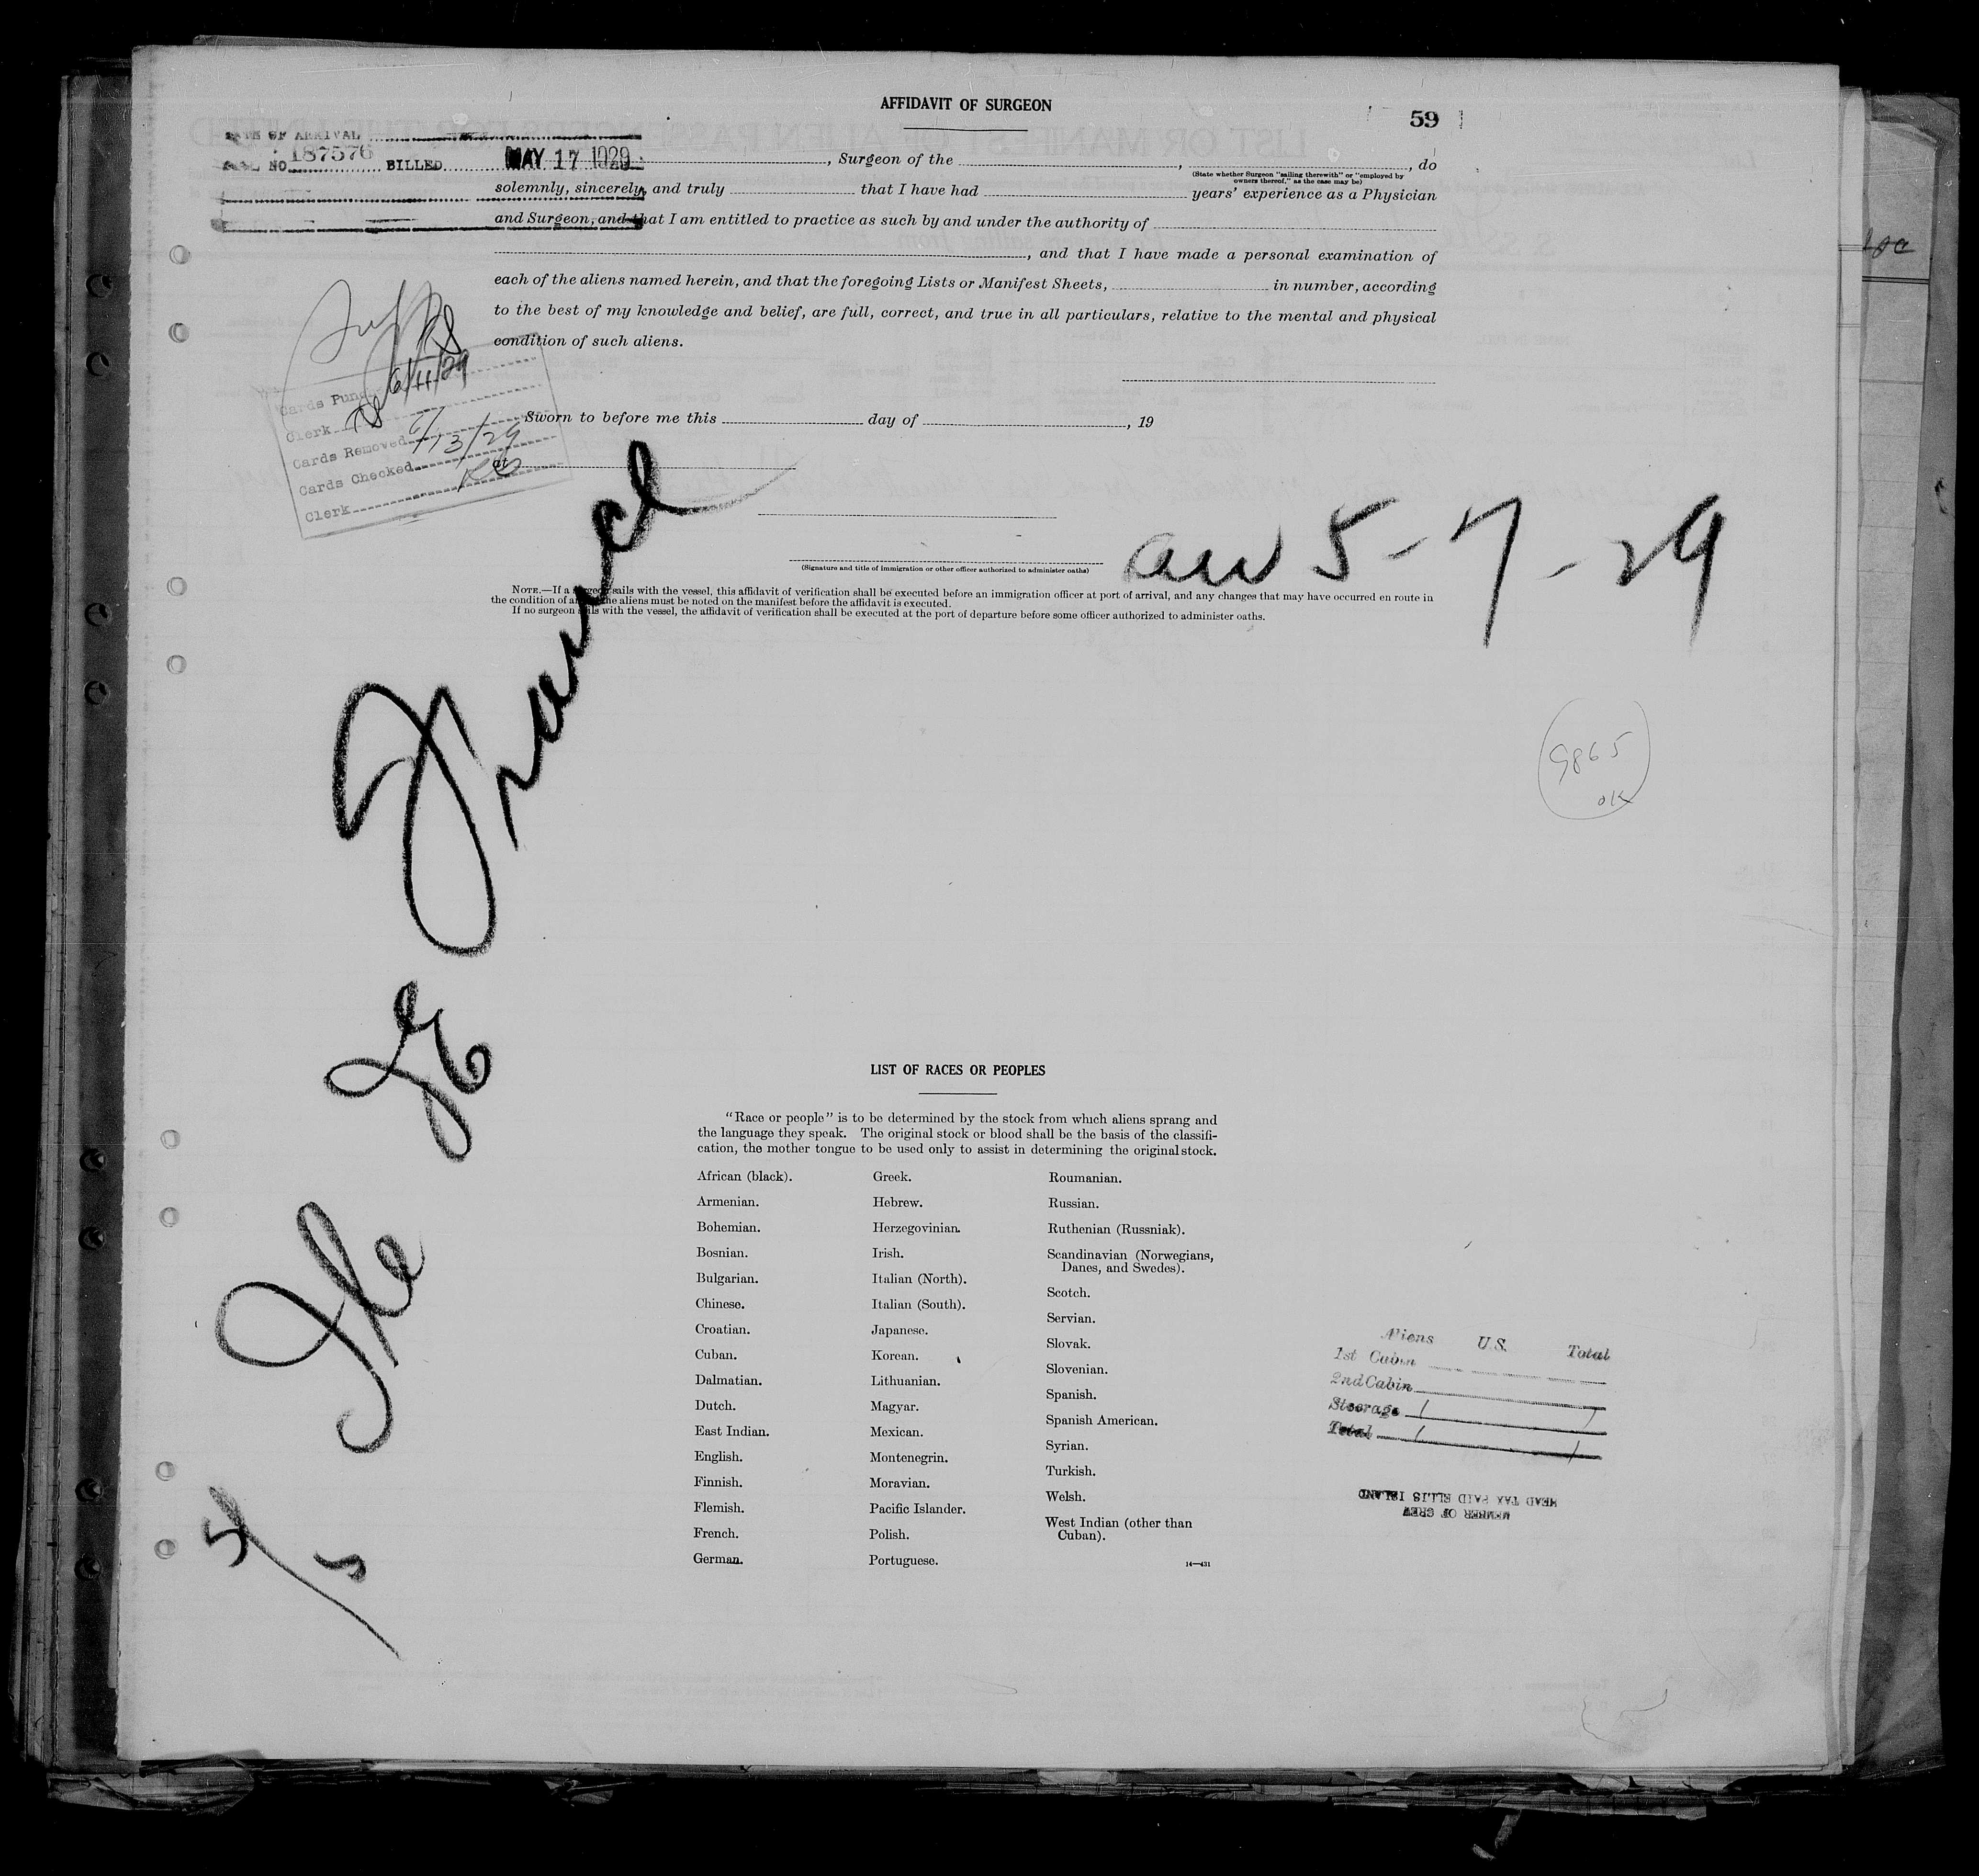 AFFIDAVIT OF SURGEON
59
DATE OF ARRIVAL
NO 187576 BILLED MAY 17 1929
, Surgeon of the , , do
(State whether Surgeon "sailing therewith" or "employed by
owners thereof," as the case may be)
solemnly, sincerely, and truly that I have had years' experience as a Physician
and Surgeon, and that I am entitled to practice as such by and under the authority of
, and that I have made a personal examination of
each of the aliens named herein, and that the foregoing Lists or Manifest Sheets, in number, according
to the best of my knowledge and belief, are full, correct, and true in all particulars, relative to the mental and physical
condition of such aliens.
Cards Pung 6/11/29
Clerk
Cards Removed 6/13/29
Cards Checked
Clerk
Sworn to before me this day of , 19
at
(Signature and title of immigration or other officer authorized to administer oaths)
arr 5-7-29
NOTE.—If a surgeon sails with the vessel, this affidavit of verification shall be executed before an immigration officer at port of arrival, and any changes that may have occurred en route in
the condition of the aliens must be noted on the manifest before the affidavit is executed.
If no surgeon sails with the vessel, the affidavit of verification shall be executed at the port of departure before some officer authorized to administer oaths.
Ile de France
9865
OK
LIST OF RACES OR PEOPLES
"Race or people" is to be determined by the stock from which aliens sprang and
the language they speak. The original stock or blood shall be the basis of the classifi-
cation, the mother tongue to be used only to assist in determining the original stock.
African (black).
Armenian.
Bohemian.
Bosnian.
Bulgarian.
Chinese.
Croatian.
Cuban.
Dalmatian.
Dutch.
East Indian.
English.
Finnish.
Flemish.
French.
German.
Greek.
Hebrew.
Herzegovinian.
Irish.
Italian (North).
Italian (South).
Japanese.
Korean.
Lithuanian.
Magyar.
Mexican.
Montenegrin.
Moravian.
Pacific Islander.
Polish.
Portuguese.
Roumanian.
Russian.
Ruthenian (Russniak).
Scandinavian (Norwegians,
Danes, and Swedes).
Scotch.
Servian.
Slovak.
Slovenian.
Spanish.
Spanish American.
Syrian.
Turkish.
Welsh.
West Indian (other than
Cuban).
14—431
Aliens U.S. Total
1st Cabin
2nd Cabin
Steerage 1 1
Total 1 1
MEMBER OF CREW
HEAD TAX PAID ELLIS ISLAND
5/5